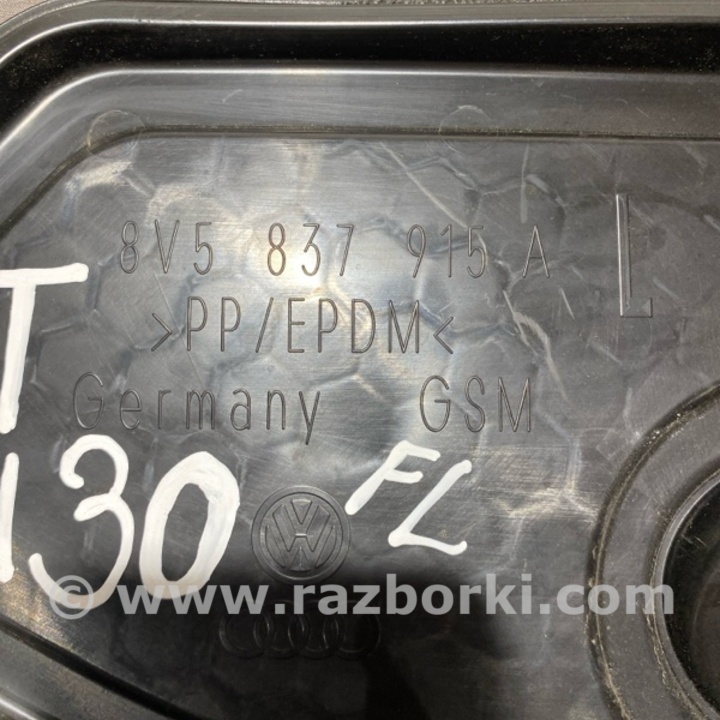 8V5 837 915 A L
>PP/EPDM<
T
Germany GSM
130 FL
© www.razborki.com